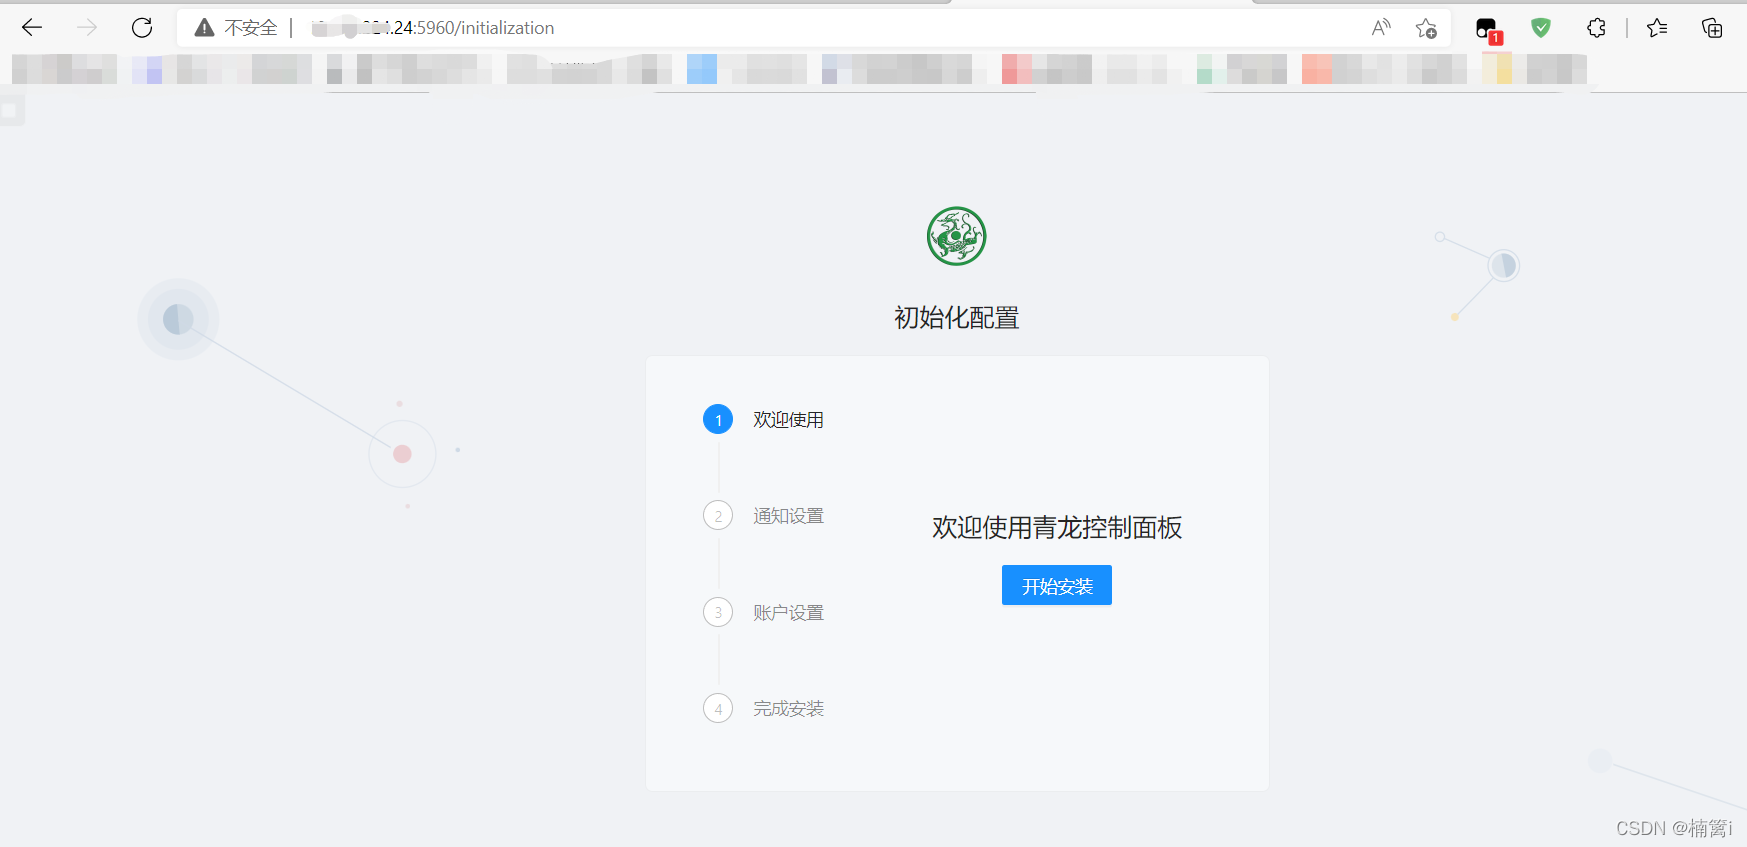 不安全
24.24:5960/initialization
1
初始化配置
1 欢迎使用
2 通知设置
3 账户设置
4 完成安装
欢迎使用青龙控制面板
开始安装
CSDN @楠篱i